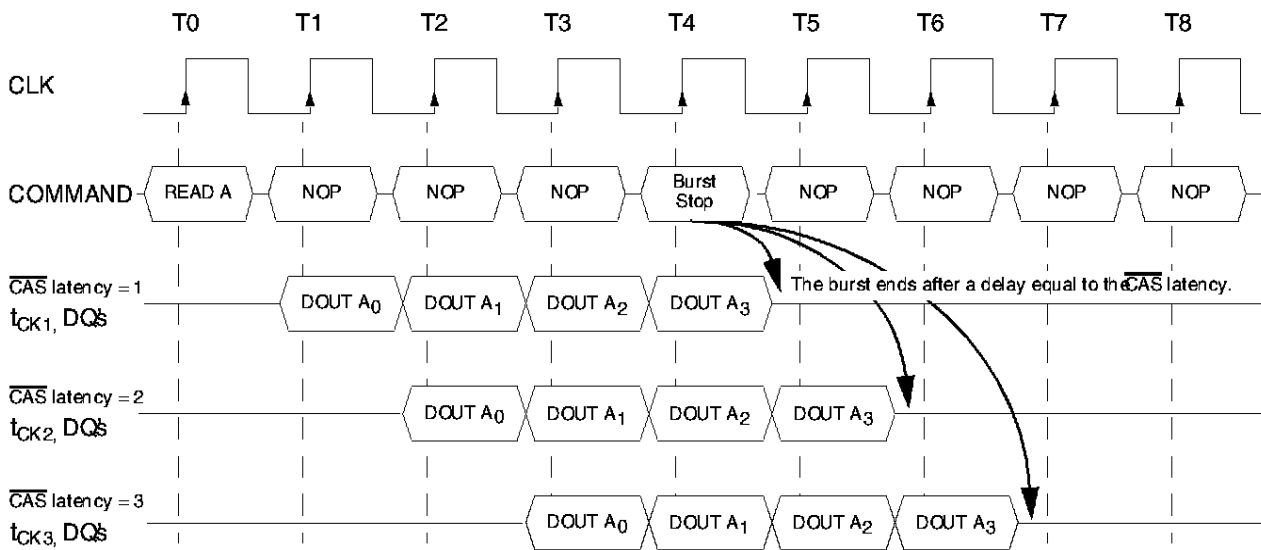 T0 T1 T2 T3 T4 T5 T6 T7 T8
CLK
COMMAND READ A NOP NOP NOP Burst Stop NOP NOP NOP NOP
CAS latency = 1
The burst ends after a delay equal to the CAS latency.
tCK1, DQ's DOUT A0 DOUT A1 DOUT A2 DOUT A3
CAS latency = 2
tCK2, DQ's DOUT A0 DOUT A1 DOUT A2 DOUT A3
CAS latency = 3
tCK3, DQ's DOUT A0 DOUT A1 DOUT A2 DOUT A3